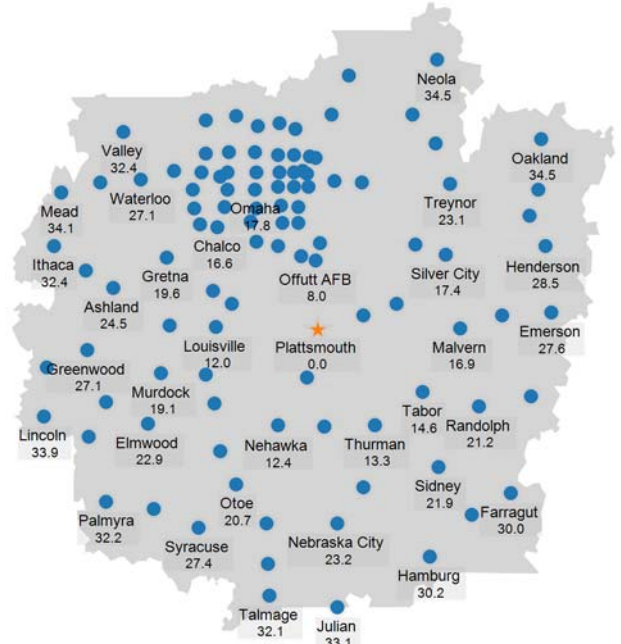 Neola
34.5
Valley
32.4
Oakland
34.5
Waterloo
27.1
Treynor
23.1
Mead
34.1
Omaha
17.8
Chalco
16.6
Ithaca
32.4
Gretna
19.6
Offutt AFB
8.0
Silver City
17.4
Henderson
28.5
Ashland
24.5
Louisville
12.0
Plattsmouth
0.0
Malvern
16.9
Emerson
27.6
Greenwood
27.1
Murdock
19.1
Tabor
14.6
Randolph
21.2
Lincoln
33.9
Elmwood
22.9
Nehawka
12.4
Thurman
13.3
Sidney
21.9
Otoe
20.7
Farragut
30.0
Palmyra
32.2
Syracuse
27.4
Nebraska City
23.2
Hamburg
30.2
Talmage
32.1
Julian
33.1